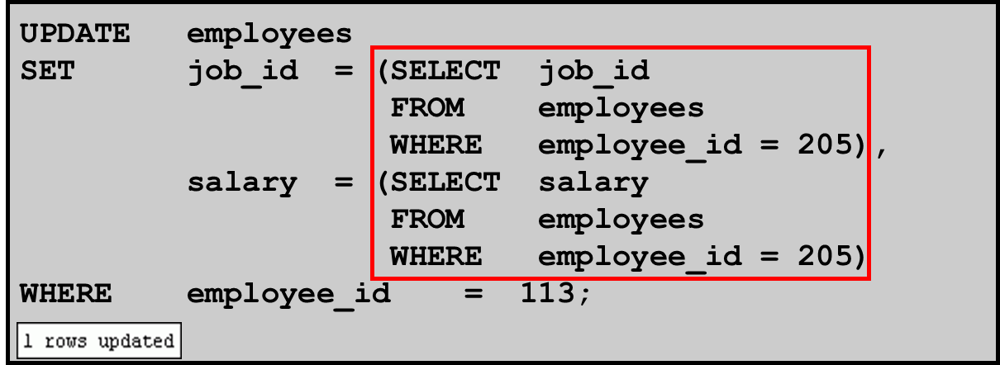 UPDATE employees
SET job_id = (SELECT job_id
FROM employees
WHERE employee_id = 205),
salary = (SELECT salary
FROM employees
WHERE employee_id = 205)
WHERE employee_id = 113;
1 rows updated